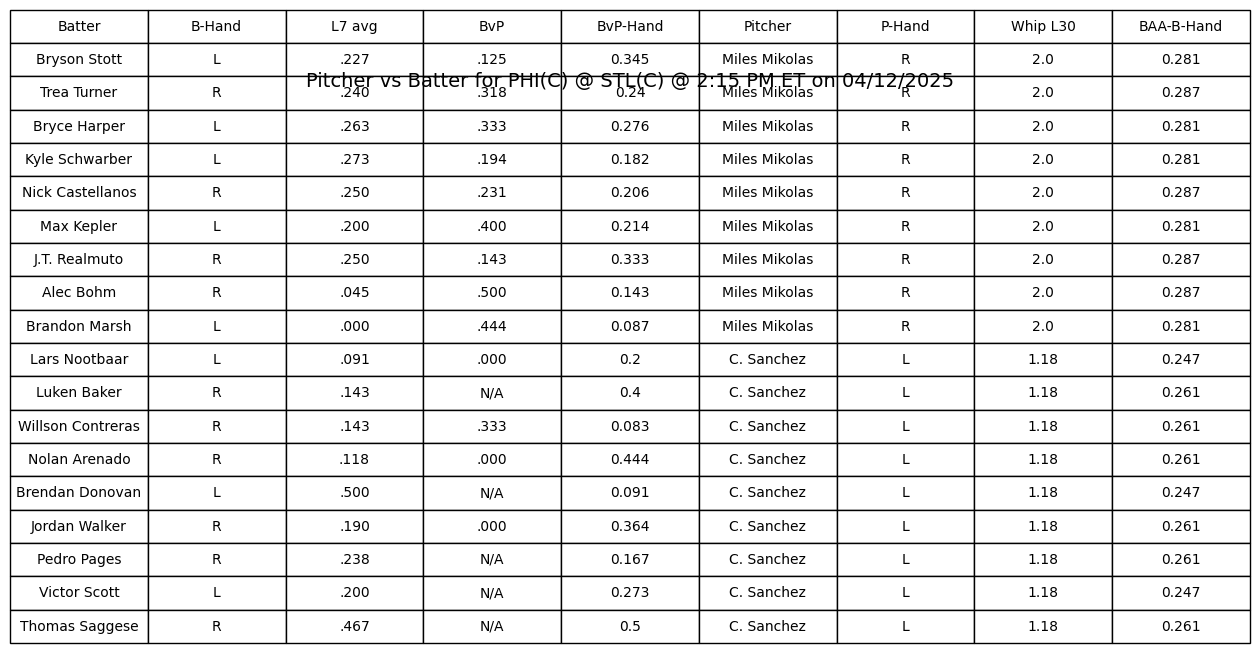 Batter B-Hand L7 avg BvP BvP-Hand Pitcher P-Hand Whip L30 BAA-B-Hand
Bryson Stott L .227 .125 0.345 Miles Mikolas R 2.0 0.281
Pitcher vs Batter for PHI(C) @ STL(C) @ 2:15 PM ET on 04/12/2025
Trea Turner R .240 .318 0.24 Miles Mikolas R 2.0 0.287
Bryce Harper L .263 .333 0.276 Miles Mikolas R 2.0 0.281
Kyle Schwarber L .273 .194 0.182 Miles Mikolas R 2.0 0.281
Nick Castellanos R .250 .231 0.206 Miles Mikolas R 2.0 0.287
Max Kepler L .200 .400 0.214 Miles Mikolas R 2.0 0.281
J.T. Realmuto R .250 .143 0.333 Miles Mikolas R 2.0 0.287
Alec Bohm R .045 .500 0.143 Miles Mikolas R 2.0 0.287
Brandon Marsh L .000 .444 0.087 Miles Mikolas R 2.0 0.281
Lars Nootbaar L .091 .000 0.2 C. Sanchez L 1.18 0.247
Luken Baker R .143 N/A 0.4 C. Sanchez L 1.18 0.261
Willson Contreras R .143 .333 0.083 C. Sanchez L 1.18 0.261
Nolan Arenado R .118 .000 0.444 C. Sanchez L 1.18 0.261
Brendan Donovan L .500 N/A 0.091 C. Sanchez L 1.18 0.247
Jordan Walker R .190 .000 0.364 C. Sanchez L 1.18 0.261
Pedro Pages R .238 N/A 0.167 C. Sanchez L 1.18 0.261
Victor Scott L .200 N/A 0.273 C. Sanchez L 1.18 0.247
Thomas Saggese R .467 N/A 0.5 C. Sanchez L 1.18 0.261